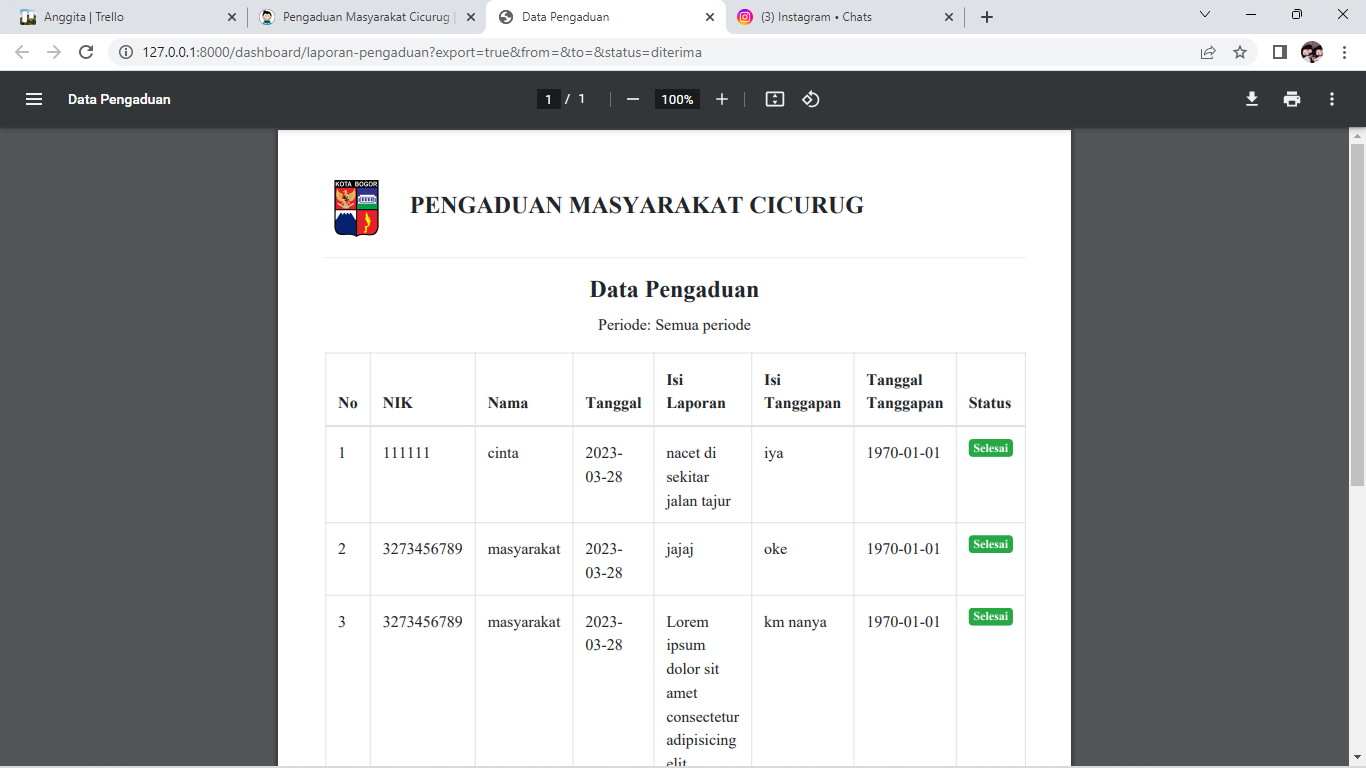 Anggita | Trello
Pengaduan Masyarakat Cicurug |
Data Pengaduan
(3) Instagram • Chats
127.0.0.1:8000/dashboard/laporan-pengaduan?export=true&from=&to=&status=diterima
Data Pengaduan
1 / 1
100%
KOTA BOGOR
PENGADUAN MASYARAKAT CICURUG
Data Pengaduan
Periode: Semua periode
No NIK Nama Tanggal Isi Laporan Isi Tanggapan Tanggal Tanggapan Status
1 111111 cinta 2023-03-28 nacet di sekitar jalan tajur iya 1970-01-01 Selesai
2 3273456789 masyarakat 2023-03-28 jajaj oke 1970-01-01 Selesai
3 3273456789 masyarakat 2023-03-28 Lorem ipsum dolor sit amet consectetur adipisicing elit km nanya 1970-01-01 Selesai